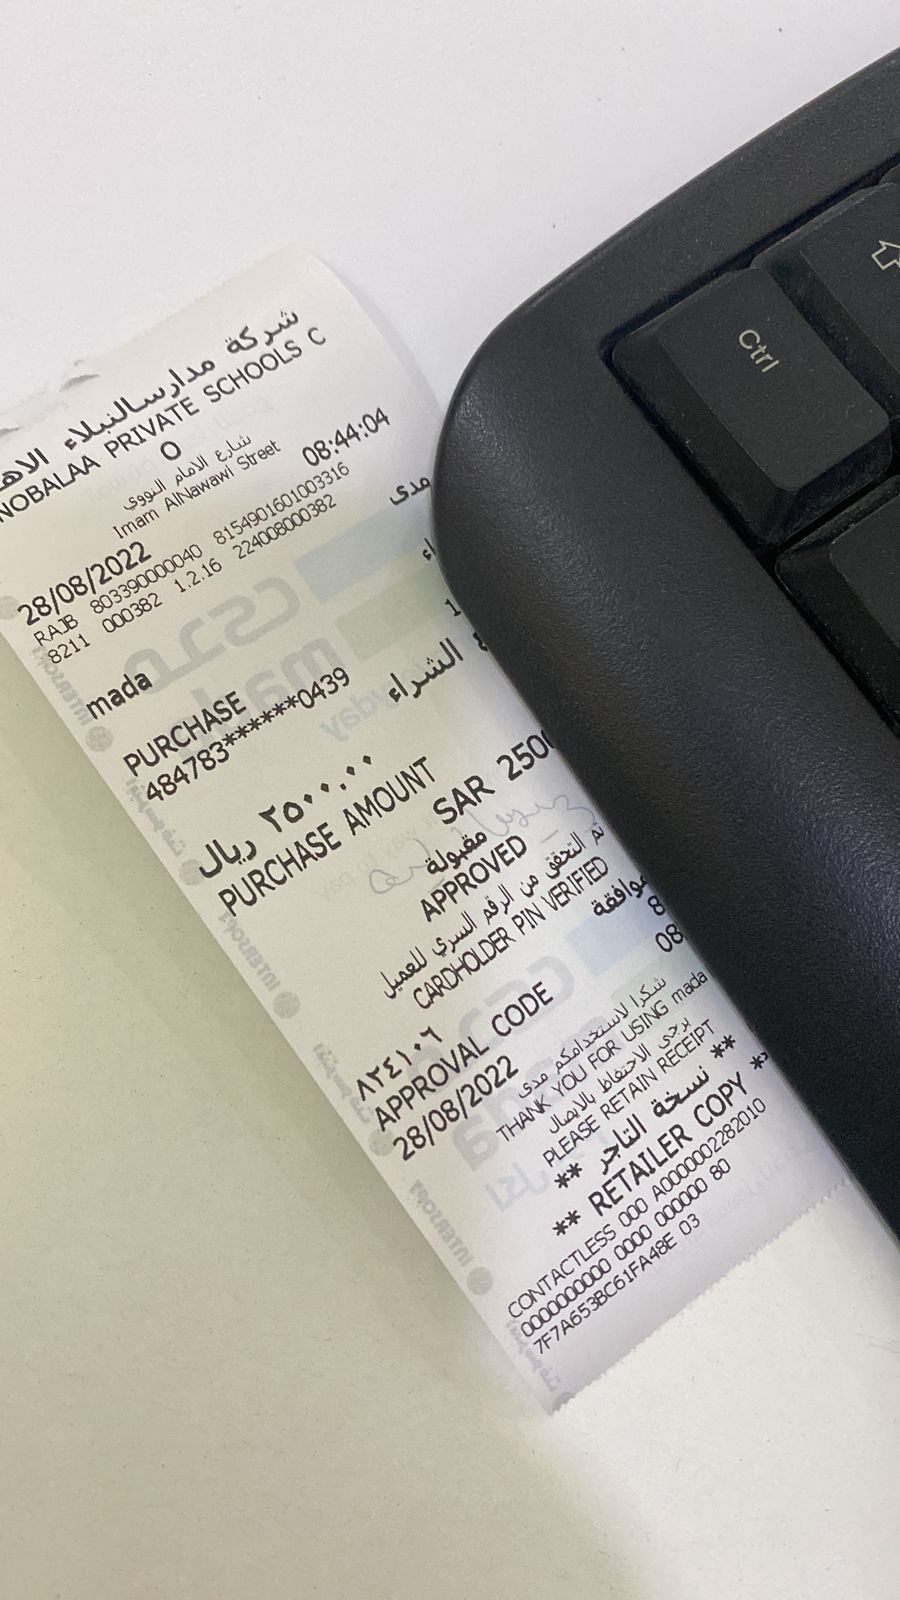 شركة مدارسالنبلاء
NOBALAA PRIVATE SCHOOLS C
O
شارع الامام النووي
Imam AlNawawi Street
28/08/2022 08:44:04
RAJB 803390000040 8154901601003316
8211 000382 1.2.16 224008000382
mada مدى
PURCHASE
الشراء
484783******0439
٢٥٠٠.٠٠ ريال
PURCHASE AMOUNT
SAR 250
مقبولة
APPROVED
تم التحقق من الرقم السري للعميل
CARDHOLDER PIN VERIFIED
٨٢٤١٠٦
APPROVAL CODE
28/08/2022 08
شكرا لاستخدامكم مدى
THANK YOU FOR USING mada
يرجى الاحتفاظ بالايصال
PLEASE RETAIN RECEIPT
** نسخة التاجر **
** RETAILER COPY **
CONTACTLESS 000 A0000002282010
0000000000 0000 000000 80
7F7A653BC61FA48E 03
Ctrl